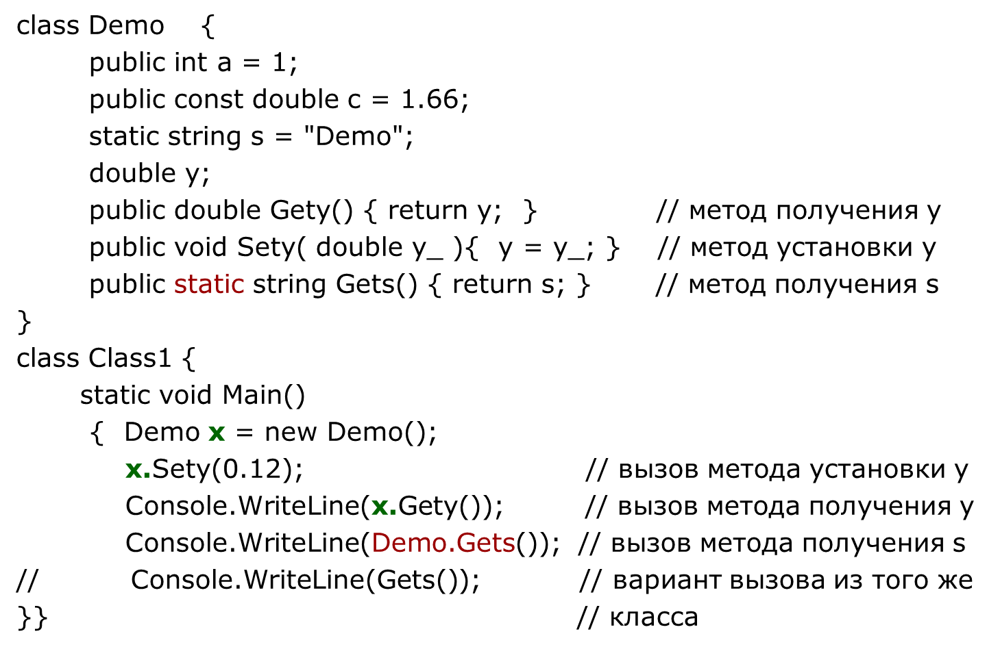 class Demo {
public int a = 1;
public const double c = 1.66;
static string s = "Demo";
double y;
public double Gety() { return y; } // метод получения y
public void Sety( double y_ ){ y = y_; } // метод установки y
public static string Gets() { return s; } // метод получения s
}
class Class1 {
static void Main()
{ Demo x = new Demo();
x.Sety(0.12); // вызов метода установки y
Console.WriteLine(x.Gety()); // вызов метода получения y
Console.WriteLine(Demo.Gets()); // вызов метода получения s
// Console.WriteLine(Gets()); // вариант вызова из того же
}} // класса